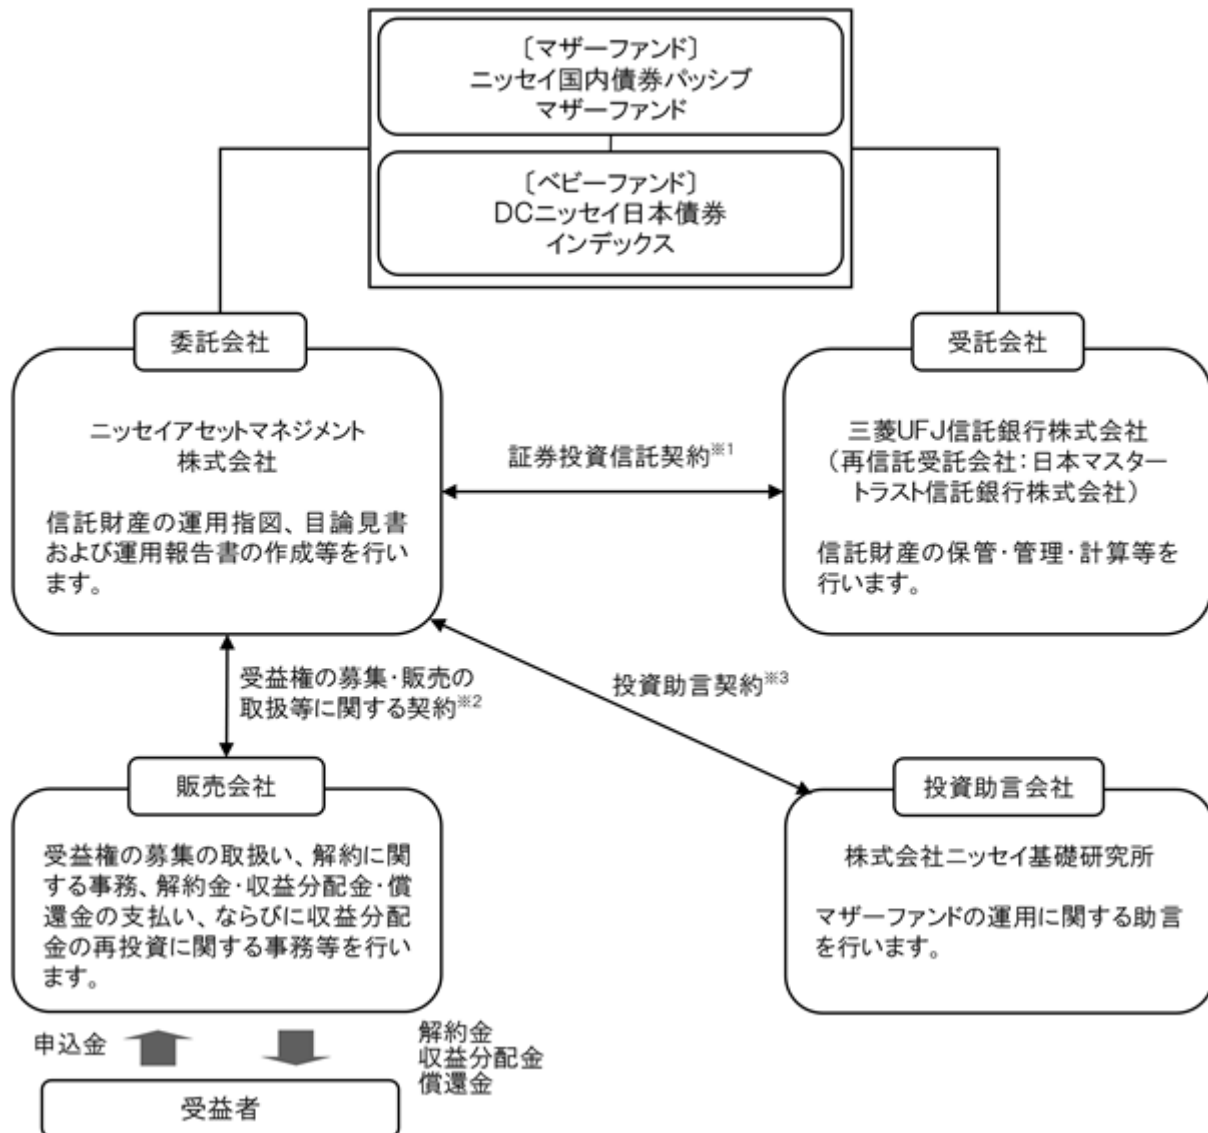 〔マザーファンド〕
ニッセイ国内債券パッシブ
マザーファンド
〔ベビーファンド〕
DCニッセイ日本債券
インデックス
委託会社
ニッセイアセットマネジメント
株式会社
信託財産の運用指図、目論見書
および運用報告書の作成等を行い
ます。
証券投資信託契約※1
受託会社
三菱UFJ信託銀行株式会社
（再信託受託会社：日本マスター
トラスト信託銀行株式会社）
信託財産の保管・管理・計算等を
行います。
受益権の募集・販売の
取扱等に関する契約※2
投資助言契約※3
販売会社
受益権の募集の取扱い、解約に関
する事務、解約金・収益分配金・償
還金の支払い、ならびに収益分配
金の再投資に関する事務等を行い
ます。
投資助言会社
株式会社ニッセイ基礎研究所
マザーファンドの運用に関する助言
を行います。
申込金
解約金
収益分配金
償還金
受益者